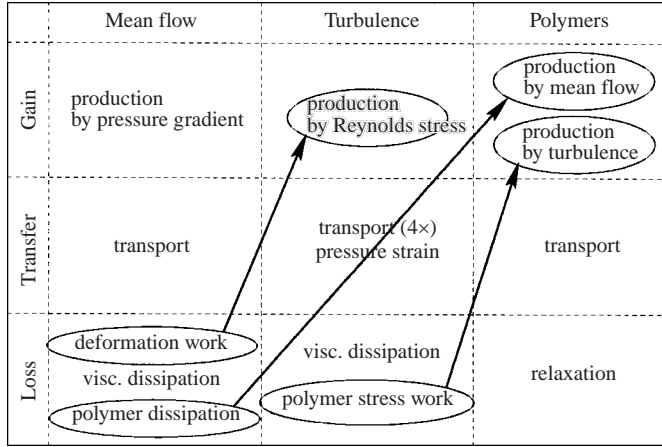 Mean flow
Turbulence
Polymers
Gain
production
by pressure gradient
production
by Reynolds stress
production
by mean flow
production
by turbulence
Transfer
transport
transport (4×)
pressure strain
transport
Loss
deformation work
visc. dissipation
polymer dissipation
visc. dissipation
polymer stress work
relaxation